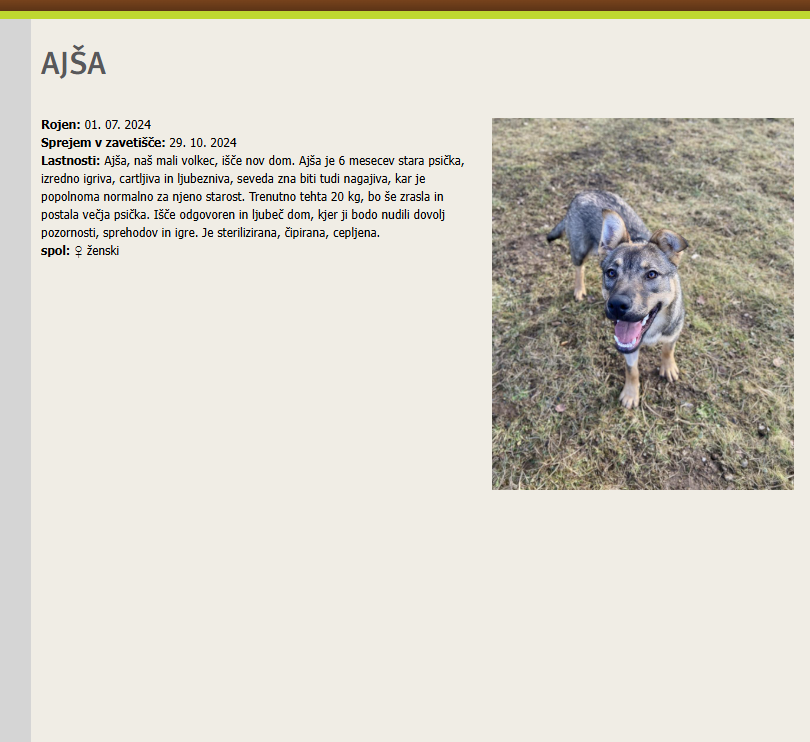 AJŠA
Rojen: 01. 07. 2024
Sprejem v zavetišče: 29. 10. 2024
Lastnosti: Ajša, naš mali volkec, išče nov dom. Ajša je 6 mesecev stara psička,
izredno igriva, cartljiva in ljubezniva, seveda zna biti tudi nagajiva, kar je
popolnoma normalno za njeno starost. Trenutno tehta 20 kg, bo še zrasla in
postala večja psička. Išče odgovoren in ljubeč dom, kjer ji bodo nudili dovolj
pozornosti, sprehodov in igre. Je sterilizirana, čipirana, cepljena.
spol: ♀ ženski